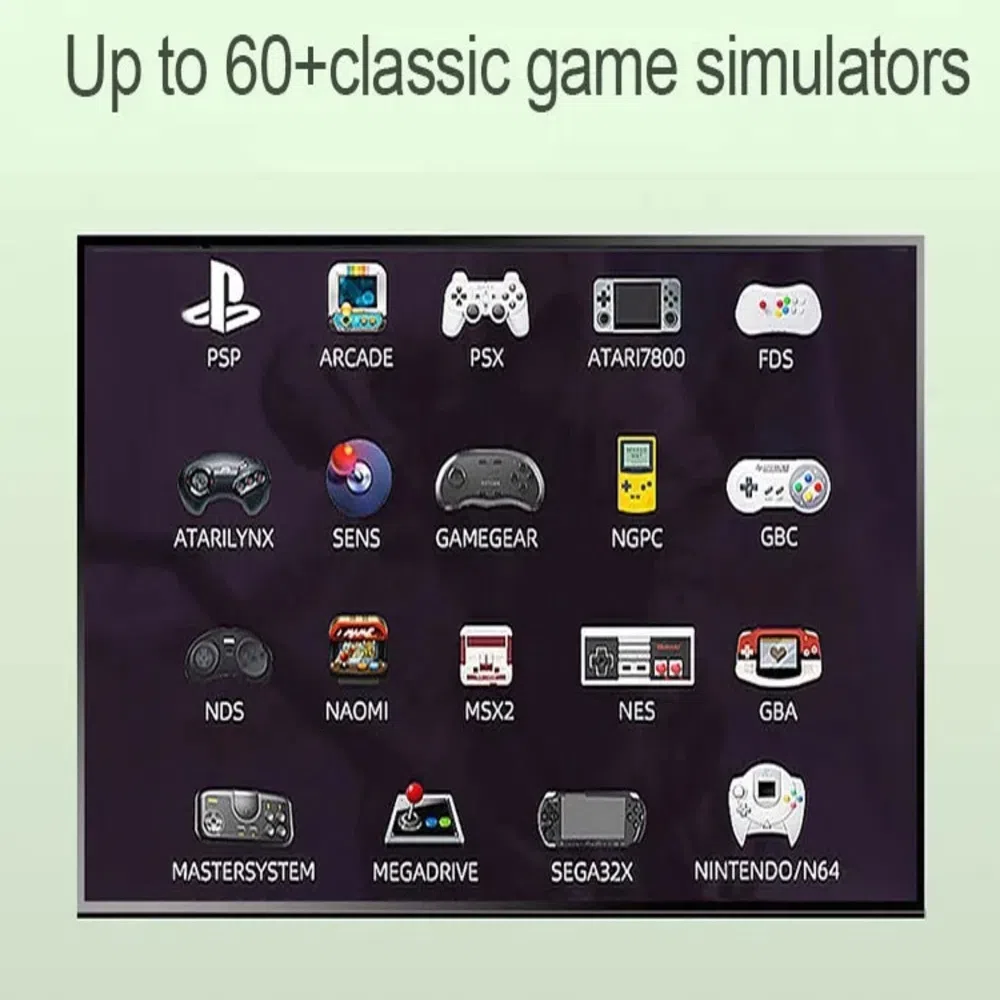 Up to 60+classic game simulators
PSP ARCADE PSX ATARI7800 FDS
ATARILYNX SENS GAMEGEAR NGPC GBC
NDS NAOMI MSX2 NES GBA
MASTERSYSTEM MEGADRIVE SEGA32X NINTENDO/N64